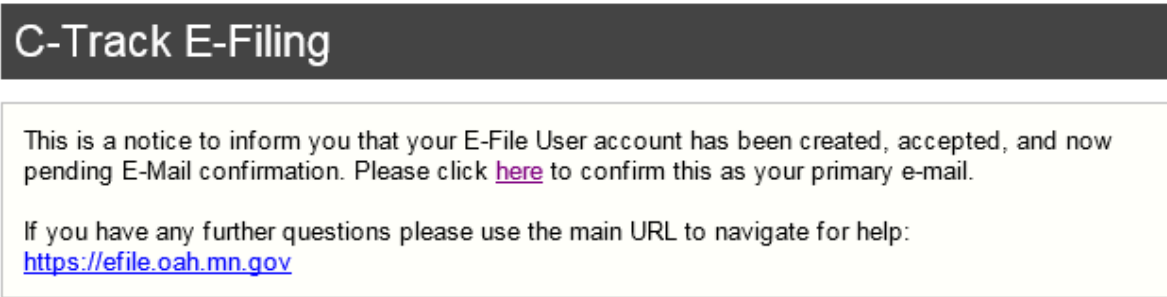 C-Track E-Filing
This is a notice to inform you that your E-File User account has been created, accepted, and now
pending E-Mail confirmation. Please click here to confirm this as your primary e-mail.
If you have any further questions please use the main URL to navigate for help:
https://efile.oah.mn.gov